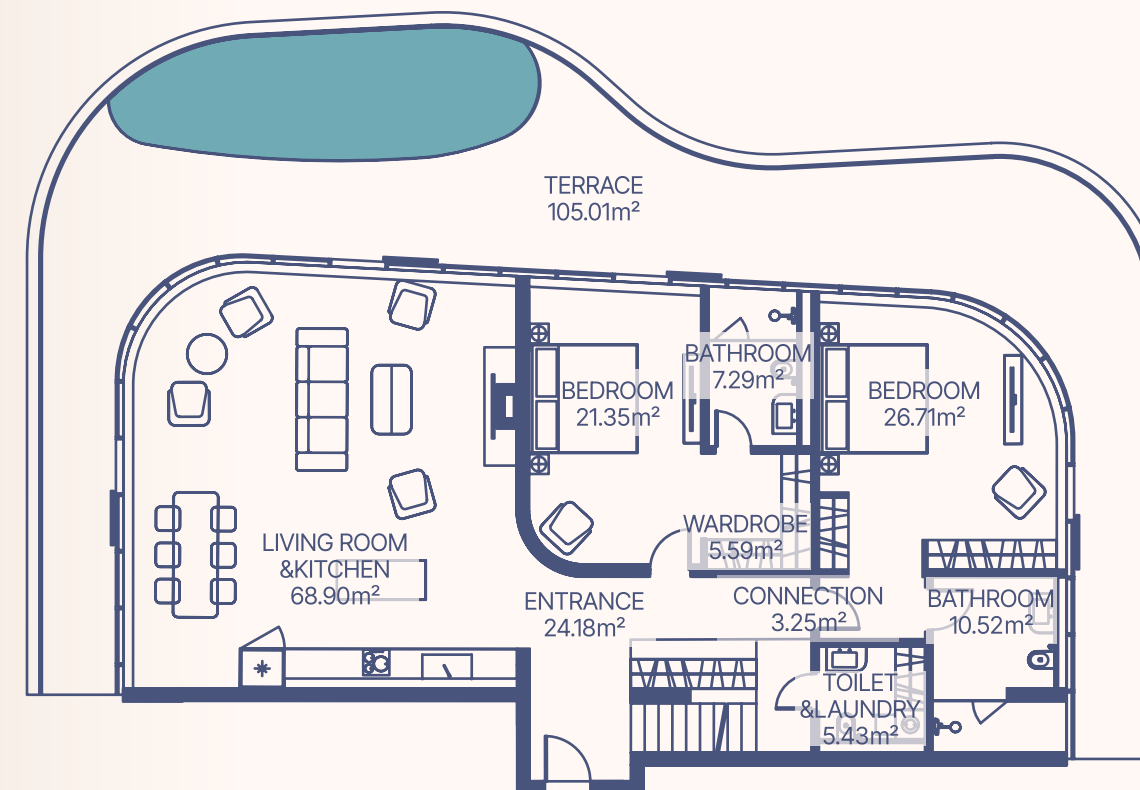 TERRACE
105.01m²
BATHROOM
7.29m²
BEDROOM
21.35m²
BEDROOM
26.71m²
WARDROBE
5.59m²
LIVING ROOM
&KITCHEN
68.90m²
ENTRANCE
24.18m²
CONNECTION
3.25m²
BATHROOM
10.52m²
TOILET
&LAUNDRY
5.43m²